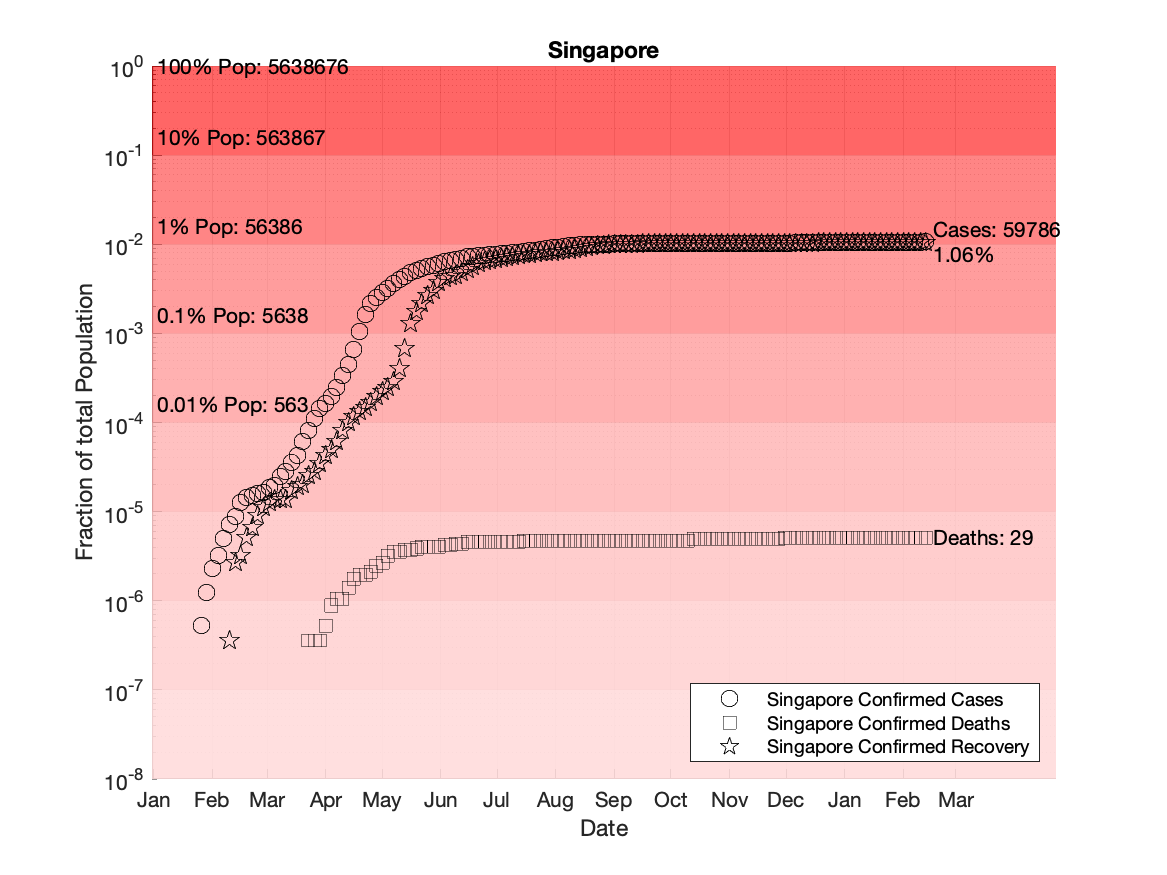 Singapore
10^0
100% Pop: 5638676
10% Pop: 563867
10^-1
1% Pop: 56386
Cases: 59786
10^-2
1.06%
0.1% Pop: 5638
10^-3
0.01% Pop: 563
10^-4
10^-5
Deaths: 29
10^-6
10^-7
10^-8
Fraction of total Population
Singapore Confirmed Cases
Singapore Confirmed Deaths
Singapore Confirmed Recovery
Jan Feb Mar Apr May Jun Jul Aug Sep Oct Nov Dec Jan Feb Mar
Date